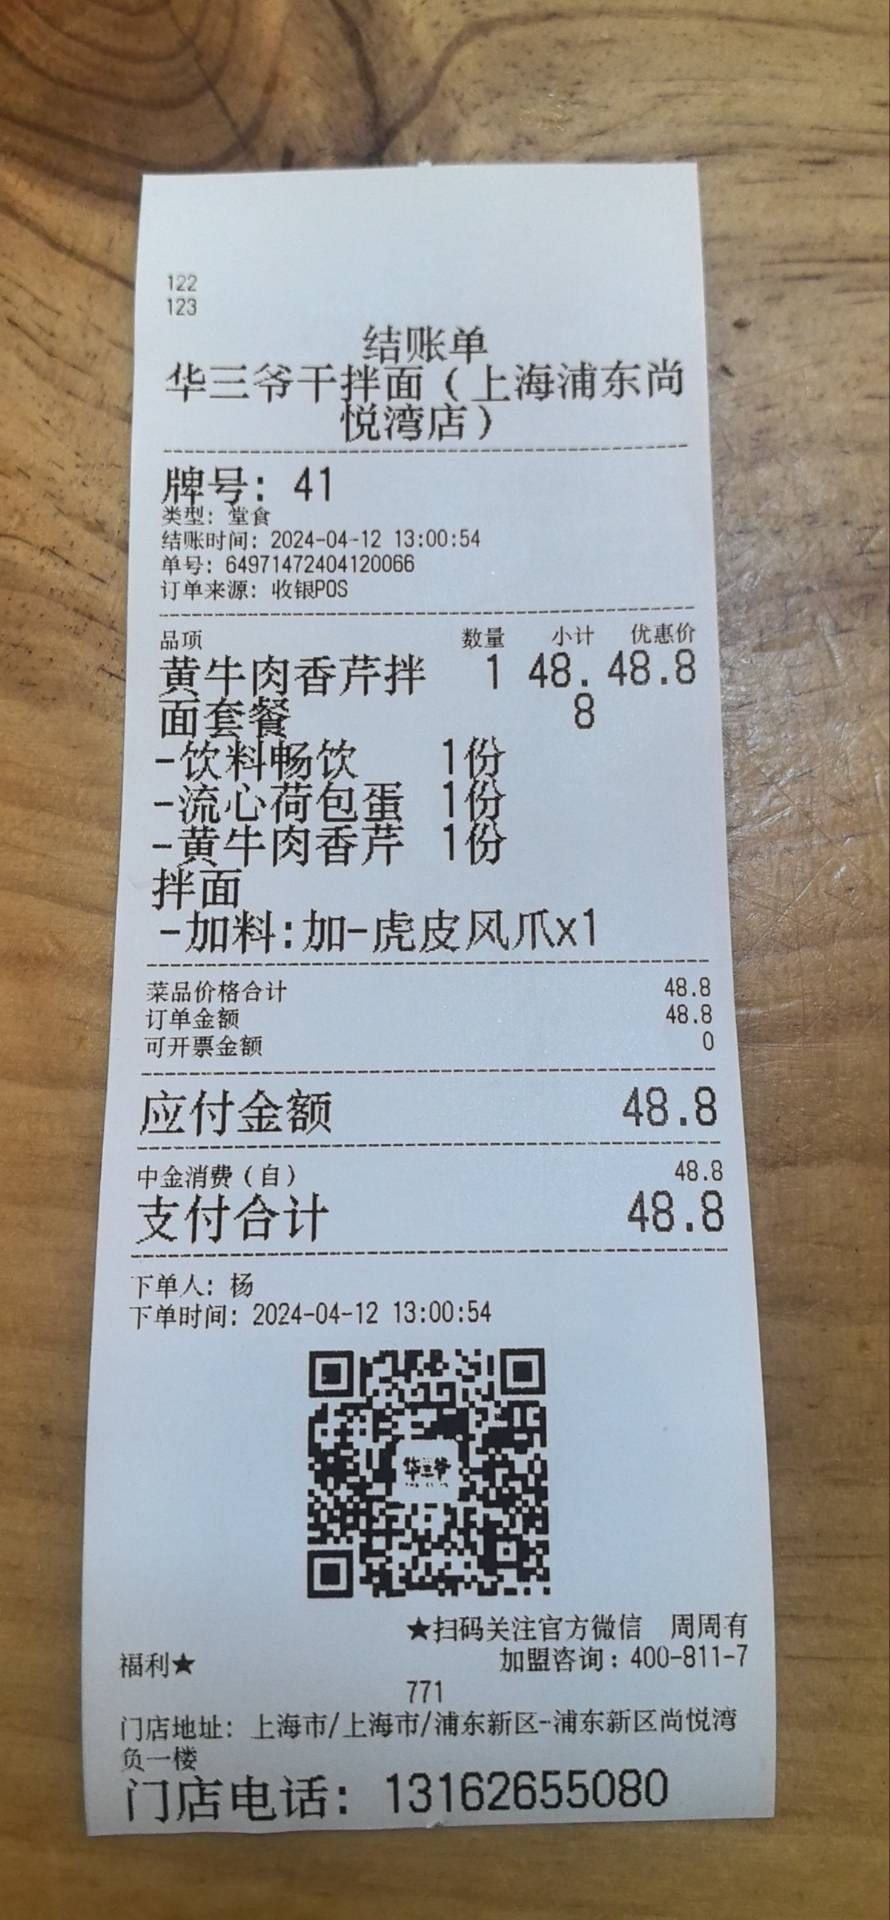 122
123
结账单
华三爷干拌面（上海浦东尚
悦湾店）
牌号: 41
类型: 堂食
结账时间: 2024-04-12 13:00:54
单号: 64971472404120066
订单来源: 收银POS
品项 数量 小计 优惠价
黄牛肉香芹拌 1 48. 48.8
面套餐 8
-饮料畅饮 1份
-流心荷包蛋 1份
-黄牛肉香芹 1份
拌面
-加料:加-虎皮凤爪x1
菜品价格合计 48.8
订单金额 48.8
可开票金额 0
应付金额 48.8
中金消费（自） 48.8
支付合计 48.8
下单人: 杨
下单时间: 2024-04-12 13:00:54
华三爷
★扫码关注官方微信 周周有
福利★ 加盟咨询: 400-811-7
771
门店地址: 上海市/上海市/浦东新区-浦东新区尚悦湾
负一楼
门店电话: 13162655080